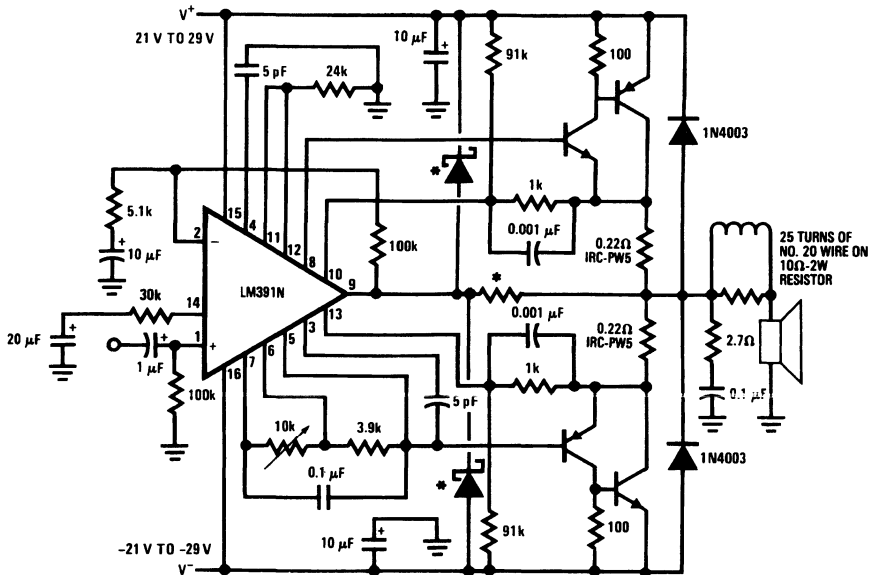 V+
21 V TO 29 V
10 µF
+
91k
100
5 pF
24k
1N4003
*
5.1k
+
10 µF
2
15
4
11
12
8
10
9
13
3
5
6
7
16
1
14
−
+
LM391N
100k
1k
0.001 µF
0.22Ω
IRC-PW5
25 TURNS OF
NO. 20 WIRE ON
10Ω-2W
RESISTOR
30k
20 µF
+
+
1 µF
100k
*
0.001 µF
0.22Ω
IRC-PW5
2.7Ω
1k
5 pF
0.1 µF
10k
3.9k
0.1 µF
*
1N4003
91k
100
-21 V TO -29 V
10 µF
+
V−